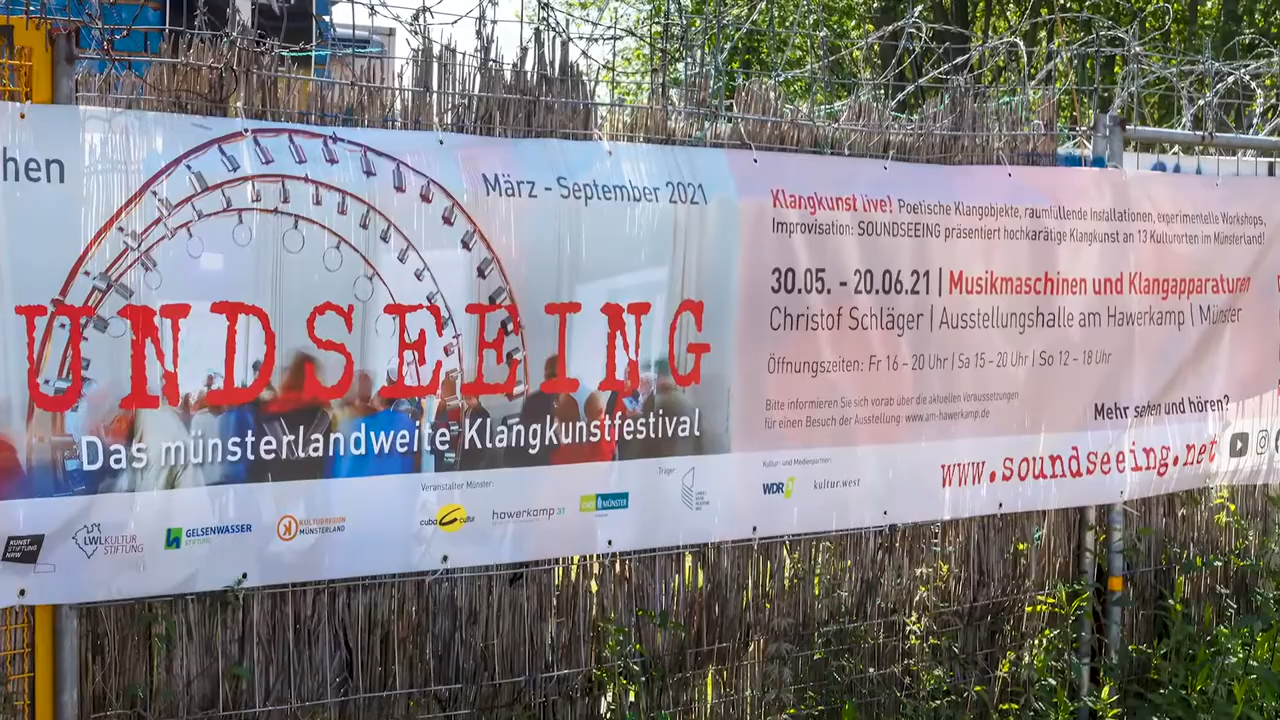 hen
März - September 2021
UNDSEEING
Das münsterlandweite Klangkunstfestival
Klangkunst live! Poetische Klangobjekte, raumfüllende Installationen, experimentelle Workshops,
Improvisation: SOUNDSEEING präsentiert hochkarätige Klangkunst an 13 Kulturorten im Münsterland!
30.05. - 20.06.21 | Musikmaschinen und Klangapparaturen
Christof Schläger | Ausstellungshalle am Hawerkamp | Münster
Öffnungszeiten: Fr 16 – 20 Uhr | Sa 15 – 20 Uhr | So 12 – 18 Uhr
Bitte informieren Sie sich vorab über die aktuellen Voraussetzungen
für einen Besuch der Ausstellung: www.am-hawerkamp.de
Mehr sehen und hören?
www.soundseeing.net
KUNST
STIFTUNG
NRW
LWLKULTUR
STIFTUNG
GELSENWASSER
STIFTUNG
KULTURREGION
MÜNSTERLAND
Veranstalter Münster:
cuba cultur
hawerkamp 31
STADT MÜNSTER
Träger:
Kultur- und Medienpartner:
WDR
kultur.west